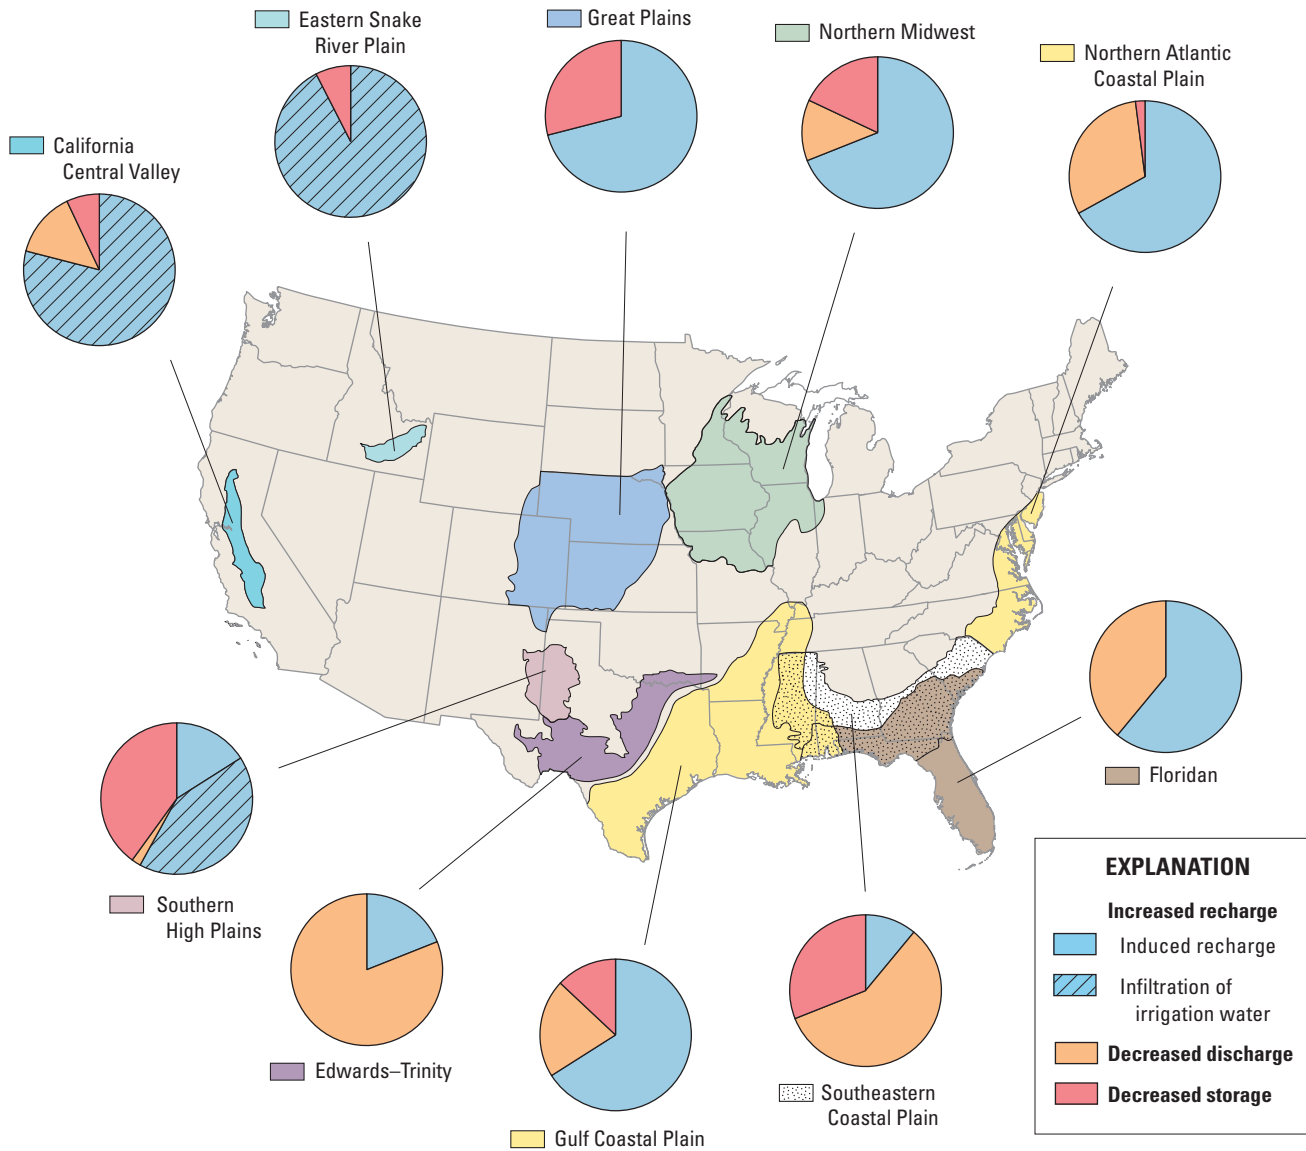 Eastern Snake
River Plain
Great Plains
Northern Midwest
Northern Atlantic
Coastal Plain
California
Central Valley
Floridan
Southern
High Plains
Edwards–Trinity
Gulf Coastal Plain
Southeastern
Coastal Plain
EXPLANATION
Increased recharge
Induced recharge
Infiltration of
irrigation water
Decreased discharge
Decreased storage